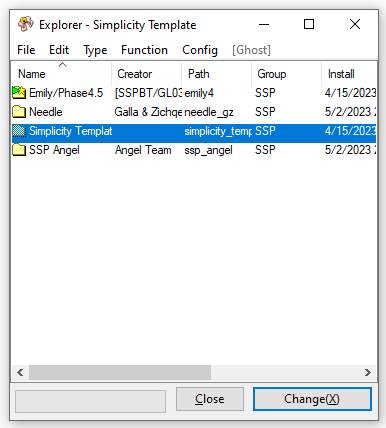 Explorer - Simplicity Template
File Edit Type Function Config [Ghost]
Name Creator Path Group Install
Emily/Phase4.5 [SSPBT/GL03 emily4 SSP 4/15/2023
Needle Galla & Zichqe needle_gz SSP 5/2/2023 2
Simplicity Templat simplicity_temp SSP 4/15/2023
SSP Angel Angel Team ssp_angel SSP 5/2/2023 2
Close Change(X)